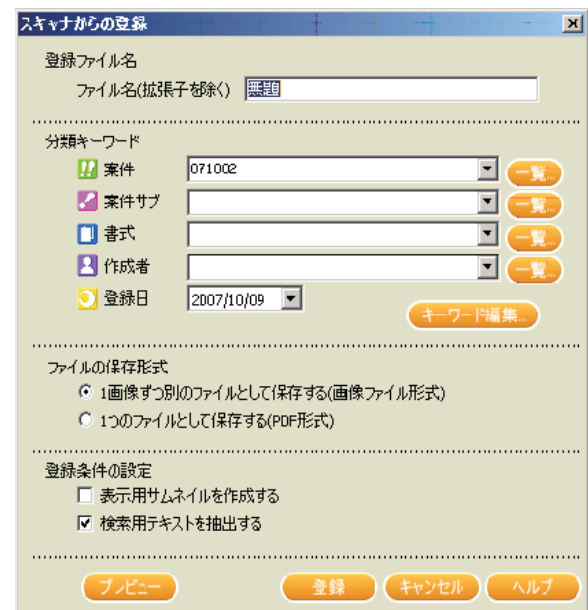 スキャナからの登録
登録ファイル名
ファイル名(拡張子を除く) 無題
分類キーワード
案件 071002 一覧...
案件サブ 一覧...
書式 一覧...
作成者 一覧...
登録日 2007/10/09
キーワード編集...
ファイルの保存形式
1画像ずつ別のファイルとして保存する(画像ファイル形式)
1つのファイルとして保存する(PDF形式)
登録条件の設定
表示用サムネイルを作成する
検索用テキストを抽出する
プレビュー 登録 キャンセル ヘルプ